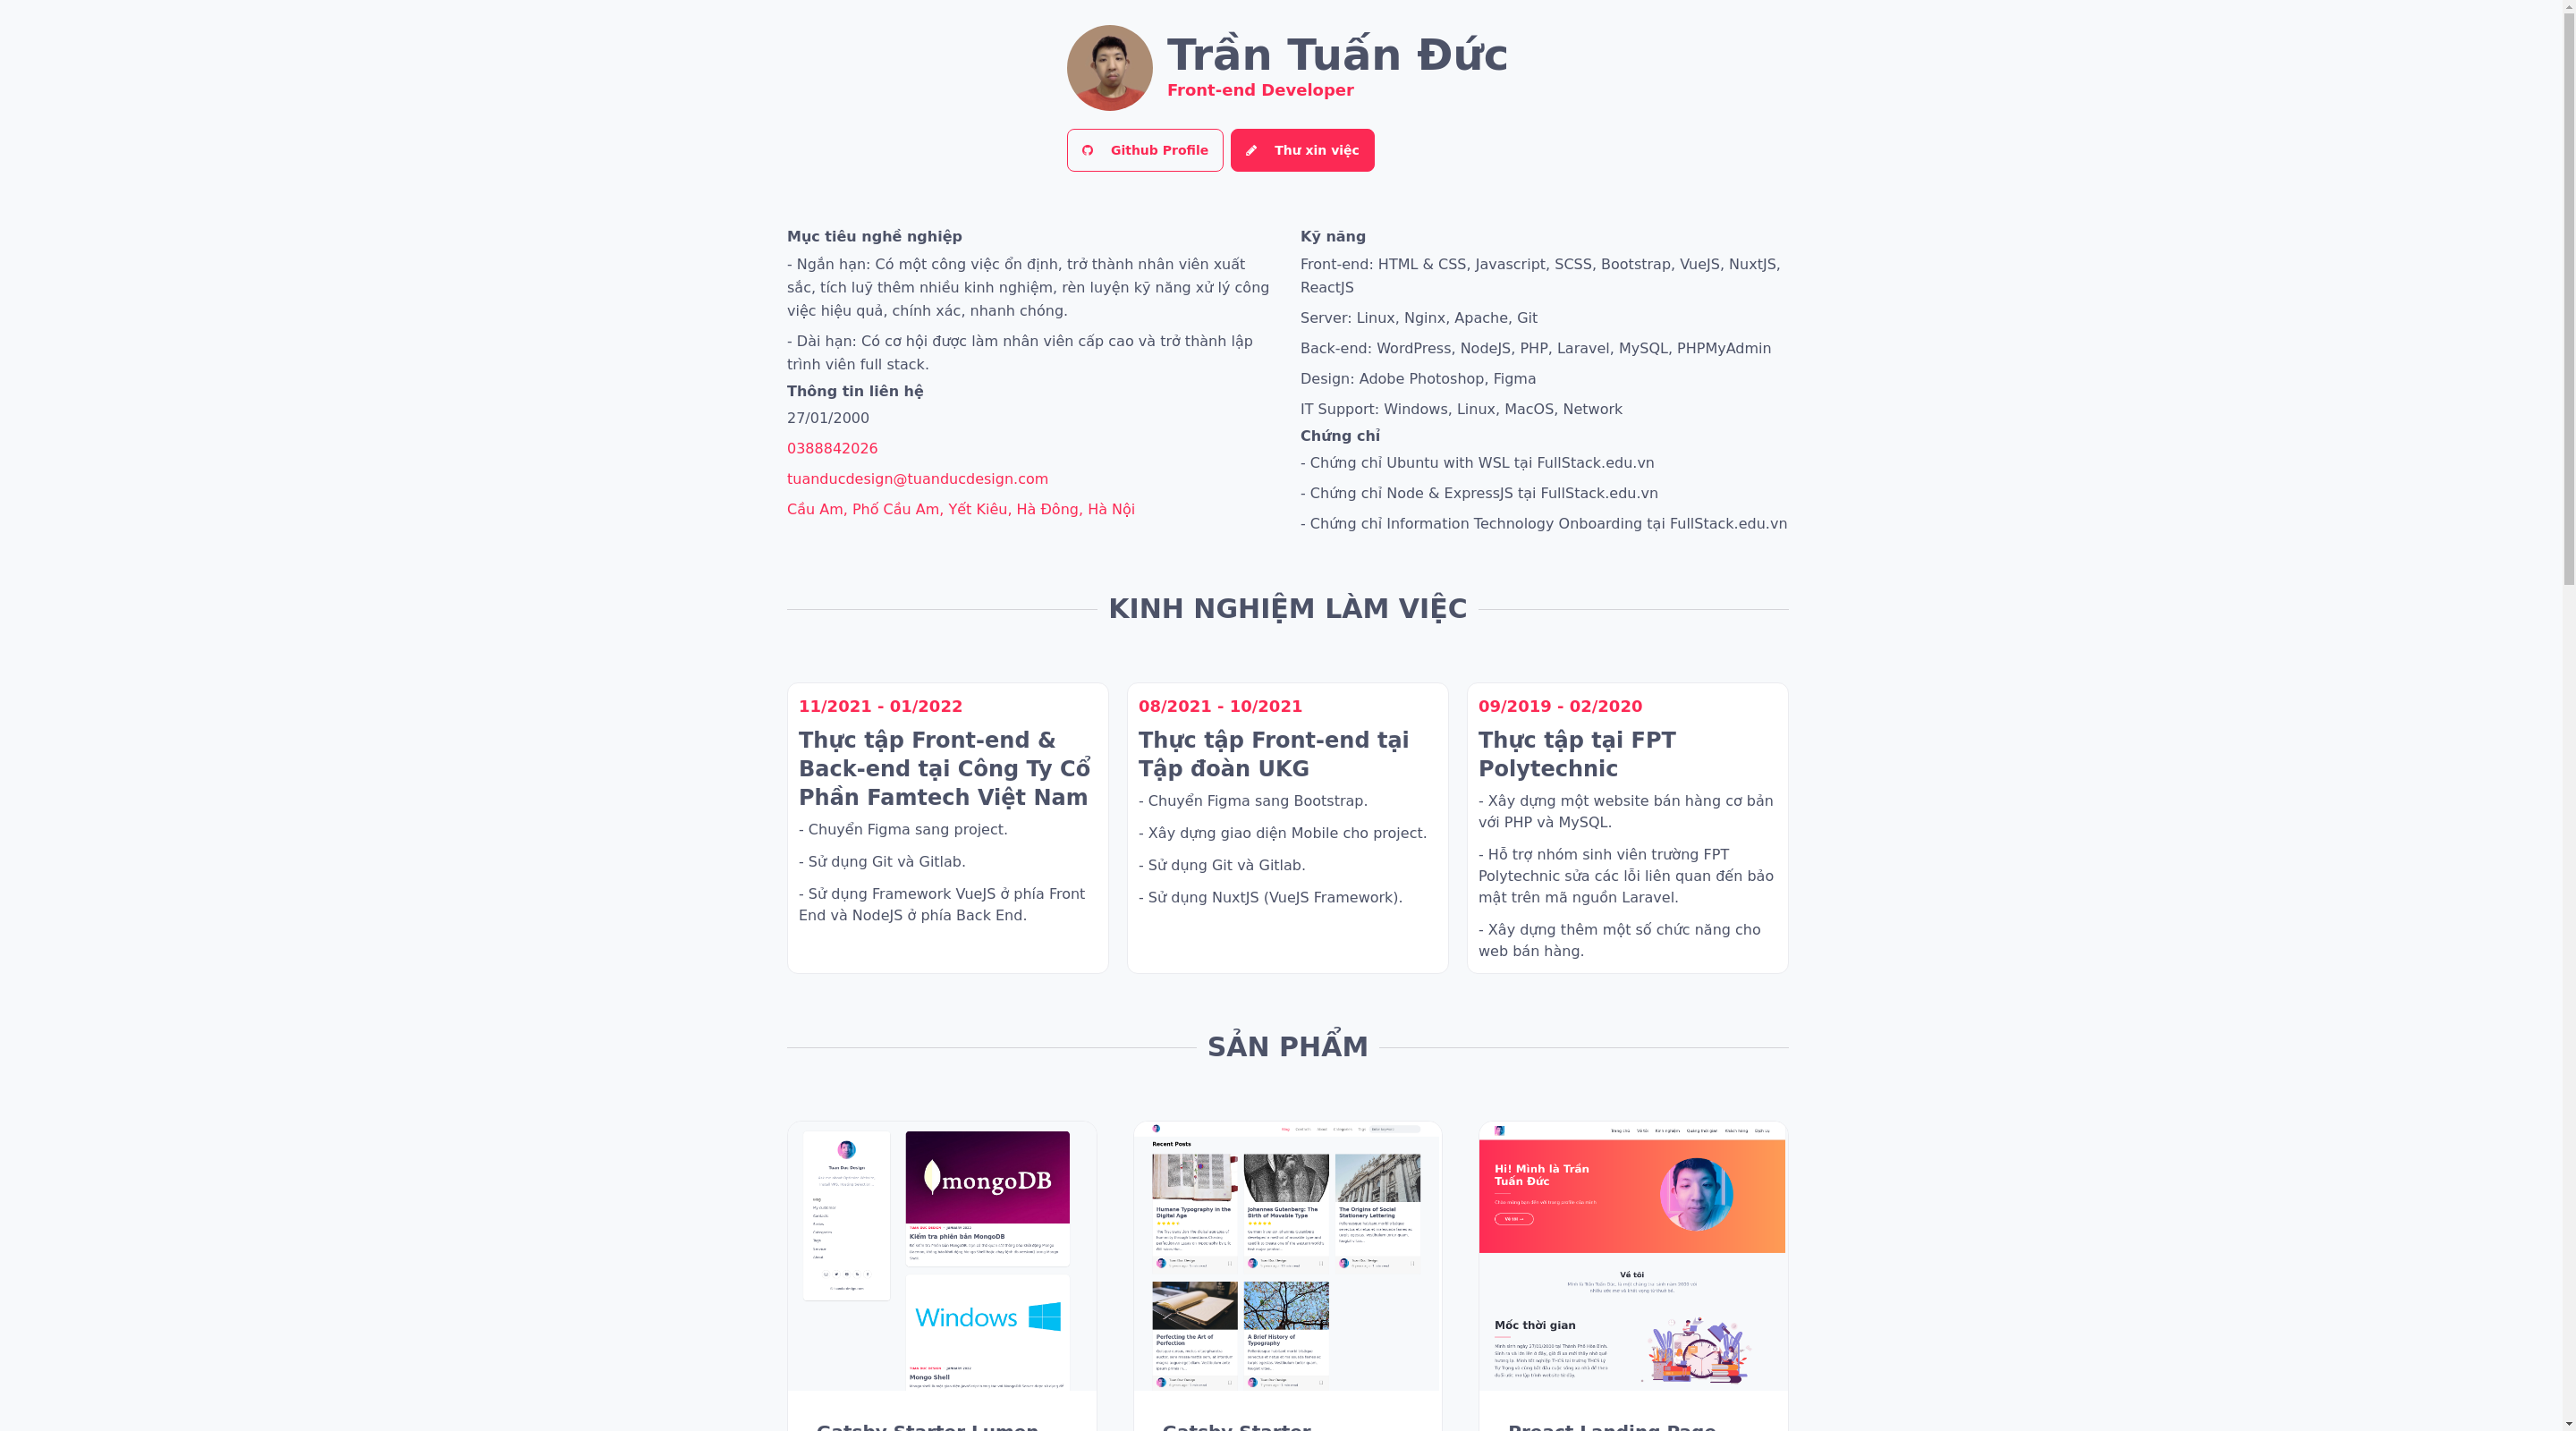 Trần Tuấn Đức
Front-end Developer
Github Profile
Thư xin việc
Mục tiêu nghề nghiệp
- Ngắn hạn: Có một công việc ổn định, trở thành nhân viên xuất
sắc, tích luỹ thêm nhiều kinh nghiệm, rèn luyện kỹ năng xử lý công
việc hiệu quả, chính xác, nhanh chóng.
- Dài hạn: Có cơ hội được làm nhân viên cấp cao và trở thành lập
trình viên full stack.
Thông tin liên hệ
27/01/2000
0388842026
tuanducdesign@tuanducdesign.com
Cầu Am, Phố Cầu Am, Yết Kiêu, Hà Đông, Hà Nội
Kỹ năng
Front-end: HTML & CSS, Javascript, SCSS, Bootstrap, VueJS, NuxtJS,
ReactJS
Server: Linux, Nginx, Apache, Git
Back-end: WordPress, NodeJS, PHP, Laravel, MySQL, PHPMyAdmin
Design: Adobe Photoshop, Figma
IT Support: Windows, Linux, MacOS, Network
Chứng chỉ
- Chứng chỉ Ubuntu with WSL tại FullStack.edu.vn
- Chứng chỉ Node & ExpressJS tại FullStack.edu.vn
- Chứng chỉ Information Technology Onboarding tại FullStack.edu.vn
KINH NGHIỆM LÀM VIỆC
11/2021 - 01/2022
Thực tập Front-end &
Back-end tại Công Ty Cổ
Phần Famtech Việt Nam
- Chuyển Figma sang project.
- Sử dụng Git và Gitlab.
- Sử dụng Framework VueJS ở phía Front
End và NodeJS ở phía Back End.
08/2021 - 10/2021
Thực tập Front-end tại
Tập đoàn UKG
- Chuyển Figma sang Bootstrap.
- Xây dựng giao diện Mobile cho project.
- Sử dụng Git và Gitlab.
- Sử dụng NuxtJS (VueJS Framework).
09/2019 - 02/2020
Thực tập tại FPT
Polytechnic
- Xây dựng một website bán hàng cơ bản
với PHP và MySQL.
- Hỗ trợ nhóm sinh viên trường FPT
Polytechnic sửa các lỗi liên quan đến bảo
mật trên mã nguồn Laravel.
- Xây dựng thêm một số chức năng cho
web bán hàng.
SẢN PHẨM
Tuan Duc Design
mongoDB
Kiểm tra phiên bản MongoDB
Windows
Mongo Shell
Recent Posts
Humane Typography in the
Digital Age
Johannes Gutenberg: The
Birth of Movable Type
The Origins of Social
Stationery Lettering
Perfecting the Art of
Perfection
A Brief History of
Typography
Hi! Mình là Trần
Tuấn Đức
Về tôi
Mốc thời gian
Gatsby Starter Lumen
Gatsby Starter
Preact Landing Page